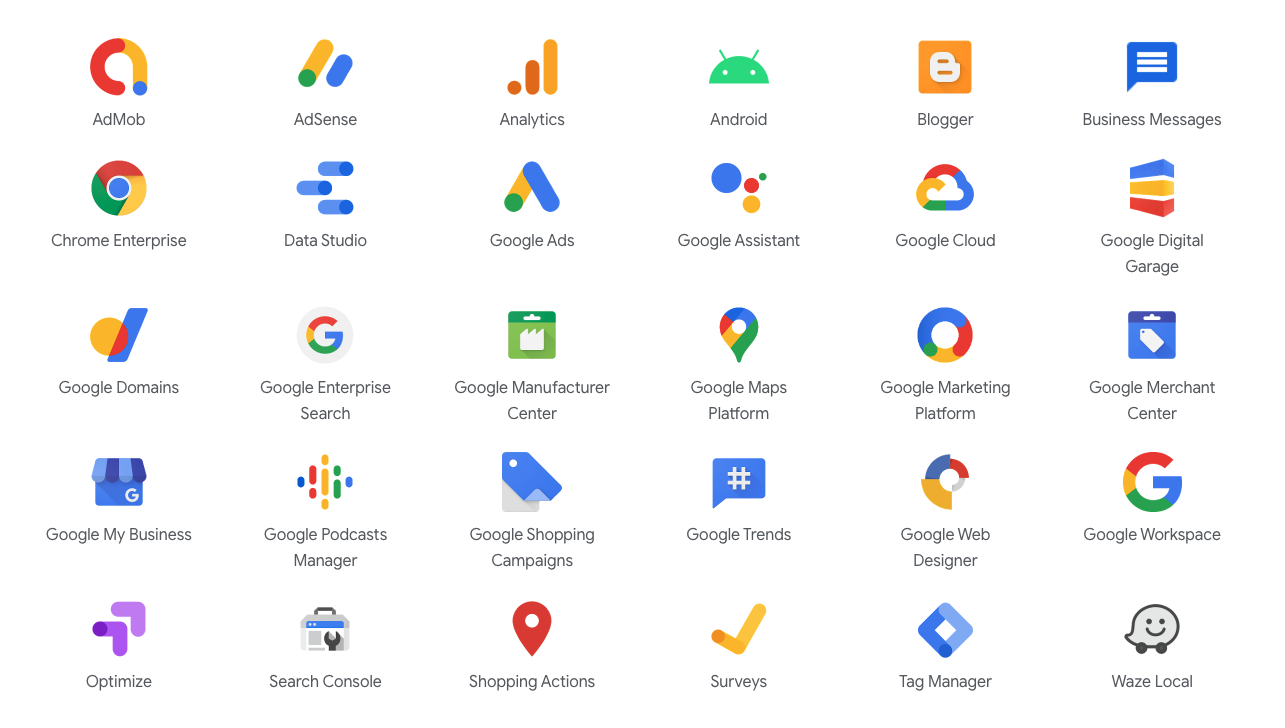 AdMob
AdSense
Analytics
Android
Blogger
Business Messages
Chrome Enterprise
Data Studio
Google Ads
Google Assistant
Google Cloud
Google Digital
Garage
Google Domains
Google Enterprise
Search
Google Manufacturer
Center
Google Maps
Platform
Google Marketing
Platform
Google Merchant
Center
Google My Business
Google Podcasts
Manager
Google Shopping
Campaigns
Google Trends
Google Web
Designer
Google Workspace
Optimize
Search Console
Shopping Actions
Surveys
Tag Manager
Waze Local